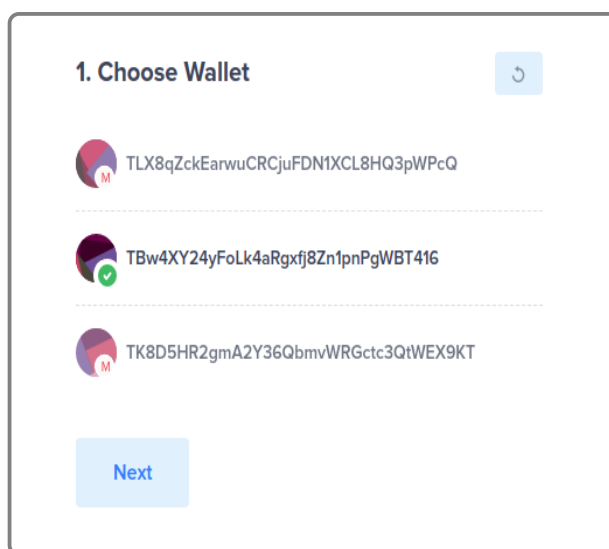 1. Choose Wallet
M
TLX8qZckEarwuCRCjuFDN1XCL8HQ3pWPcQ
TBw4XY24yFoLk4aRgxfj8Zn1pnPgWBT416
M
TK8D5HR2gmA2Y36QbmvWRGctc3QtWEX9KT
Next